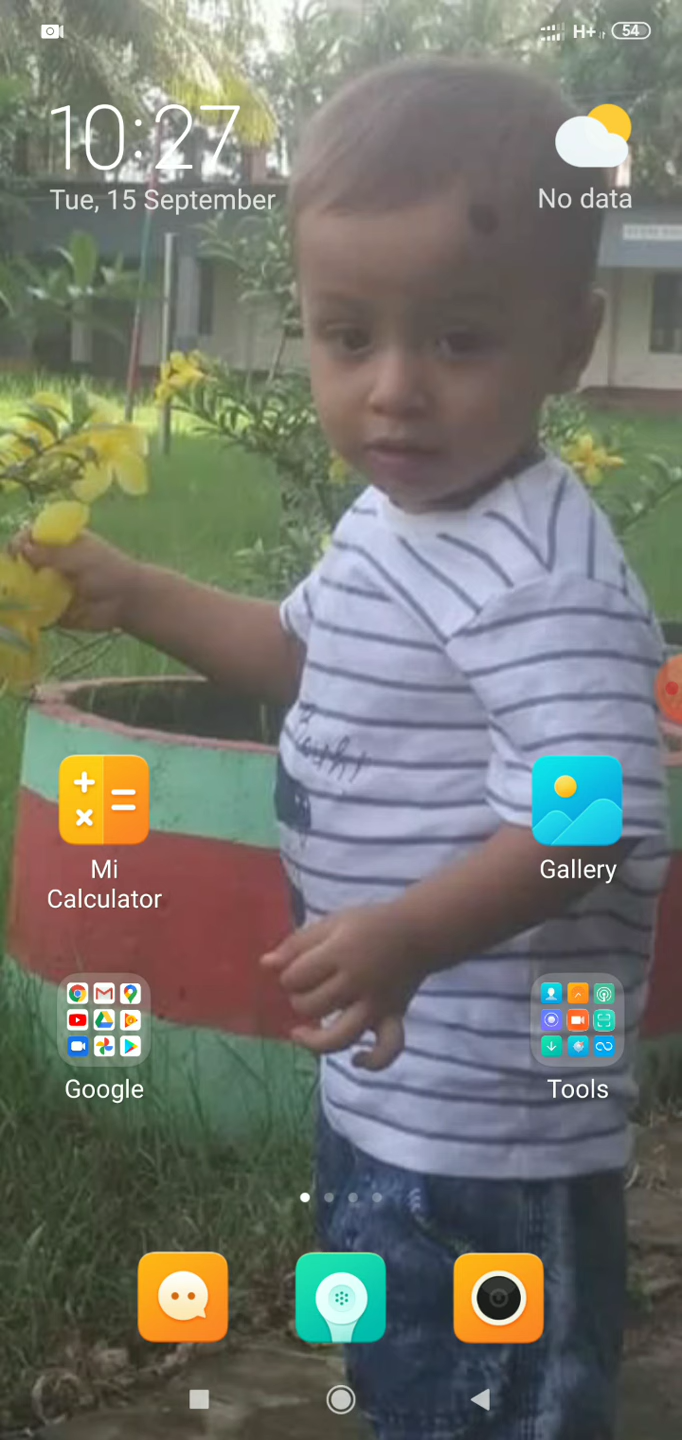 H+ 54
10:27
Tue, 15 September
No data
Mi
Calculator
Gallery
Google
Tools